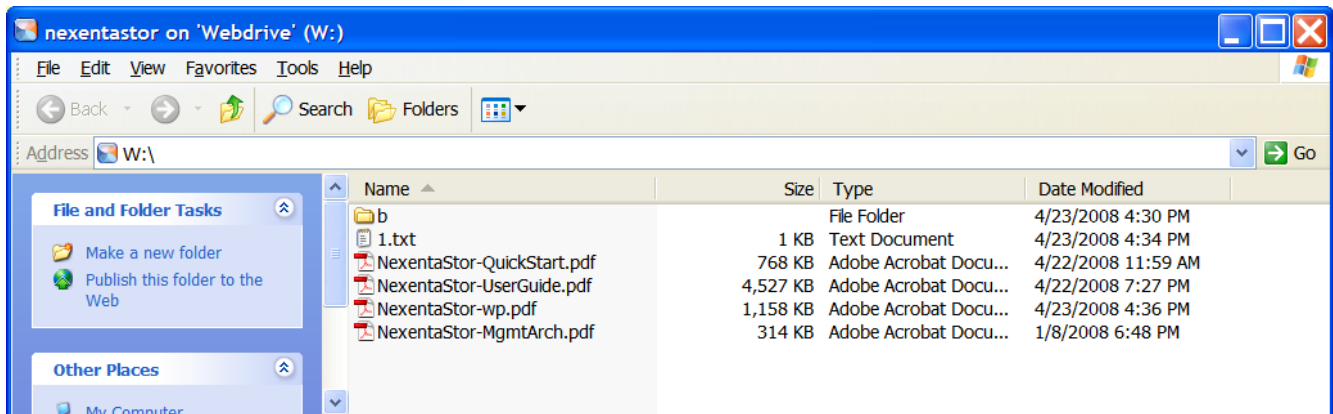 nexentastor on 'Webdrive' (W:)
File Edit View Favorites Tools Help
Back Search Folders
Address W:\ Go
Name Size Type Date Modified
File and Folder Tasks
Make a new folder
Publish this folder to the
Web
Other Places
My Computer
b File Folder 4/23/2008 4:30 PM
1.txt 1 KB Text Document 4/23/2008 4:34 PM
NexentaStor-QuickStart.pdf 768 KB Adobe Acrobat Docu... 4/22/2008 11:59 AM
NexentaStor-UserGuide.pdf 4,527 KB Adobe Acrobat Docu... 4/22/2008 7:27 PM
NexentaStor-wp.pdf 1,158 KB Adobe Acrobat Docu... 4/23/2008 4:36 PM
NexentaStor-MgmtArch.pdf 314 KB Adobe Acrobat Docu... 1/8/2008 6:48 PM